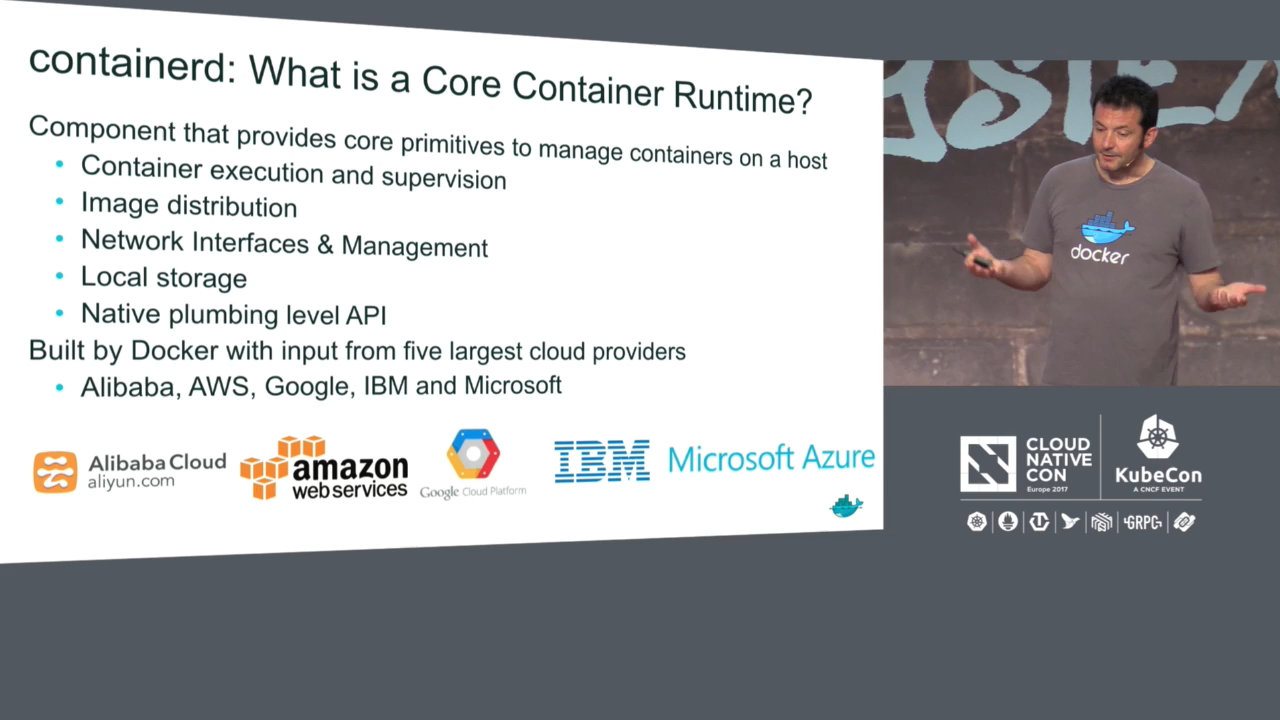 containerd: What is a Core Container Runtime?
Component that provides core primitives to manage containers on a host
• Container execution and supervision
• Image distribution
• Network Interfaces & Management
• Local storage
• Native plumbing level API
Built by Docker with input from five largest cloud providers
• Alibaba, AWS, Google, IBM and Microsoft
Alibaba Cloud
aliyun.com
amazon
web services
Google Cloud Platform
IBM
Microsoft Azure
docker
CLOUD
NATIVE
CON
Europe 2017
KubeCon
A CNCF EVENT
GRPC